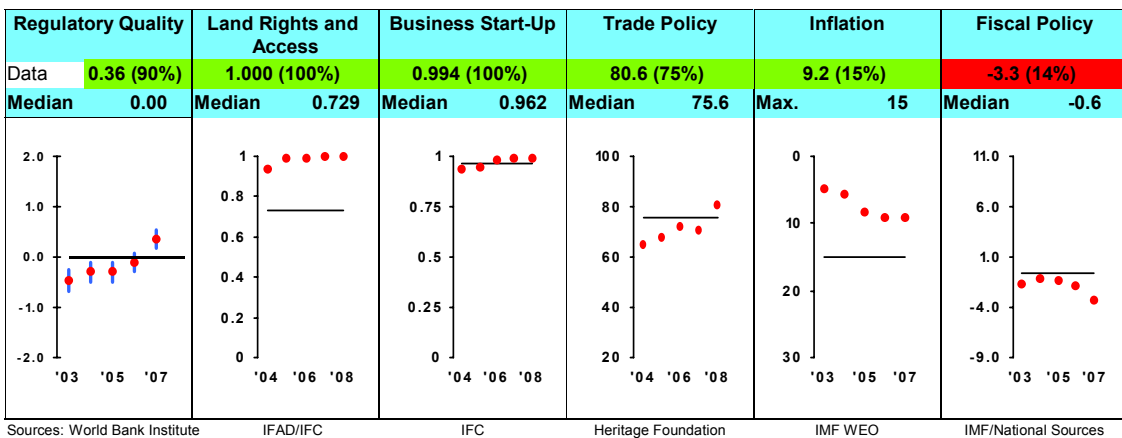 Regulatory Quality
Land Rights and Access
Business Start-Up
Trade Policy
Inflation
Fiscal Policy
Data 0.36 (90%) 1.000 (100%) 0.994 (100%) 80.6 (75%) 9.2 (15%) -3.3 (14%)
Median 0.00 Median 0.729 Median 0.962 Median 75.6 Max. 15 Median -0.6
2.0
1.0
0.0
-1.0
-2.0
'03 '05 '07
1
0.8
0.6
0.4
0.2
0
'04 '06 '08
1
0.75
0.5
0.25
0
'04 '06 '08
100
80
60
40
20
'04 '06 '08
0
10
20
30
'03 '05 '07
11.0
6.0
1.0
-4.0
-9.0
'03 '05 '07
Sources: World Bank Institute IFAD/IFC IFC Heritage Foundation IMF WEO IMF/National Sources